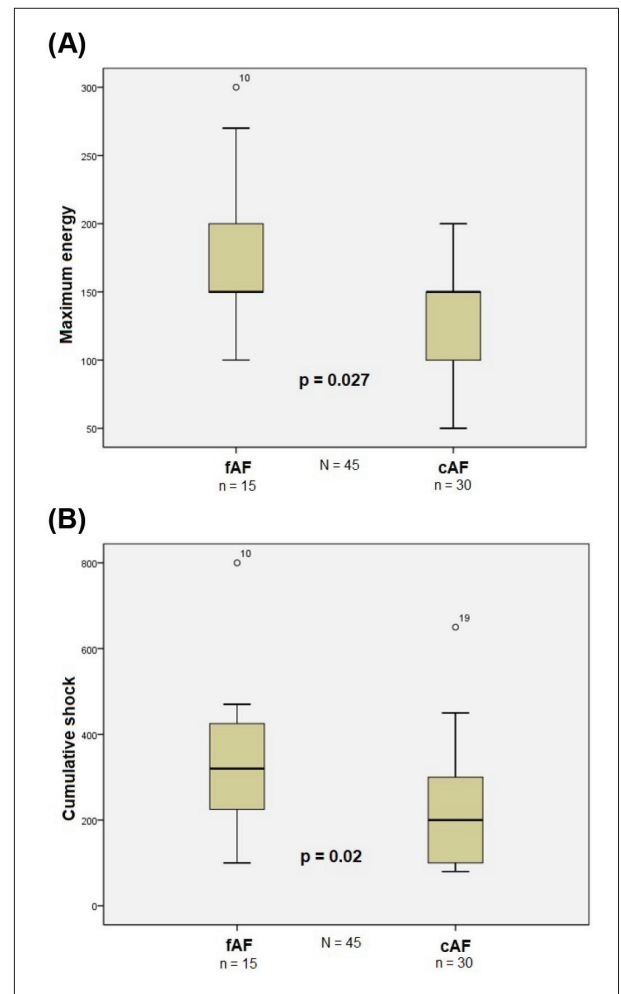 (A)
300
10
250
200
150
100
50
Maximum energy
p = 0.027
fAF N = 45 cAF
n = 15 n = 30
(B)
800
10
19
600
400
200
0
Cumulative shock
p = 0.02
fAF N = 45 cAF
n = 15 n = 30